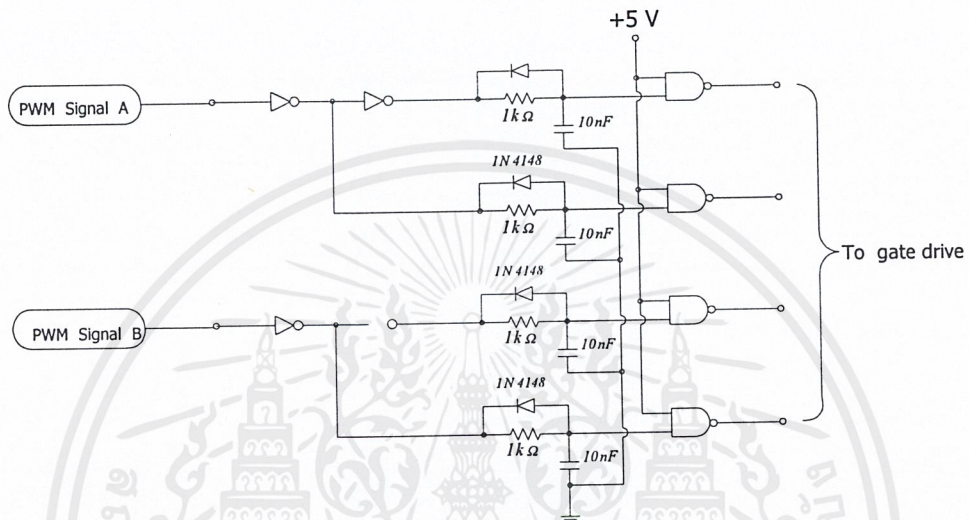 +5 V
PWM Signal A
1kΩ
10nF
1N4148
1kΩ
10nF
To gate drive
1N4148
PWM Signal B
1kΩ
10nF
1N4148
1kΩ
10nF